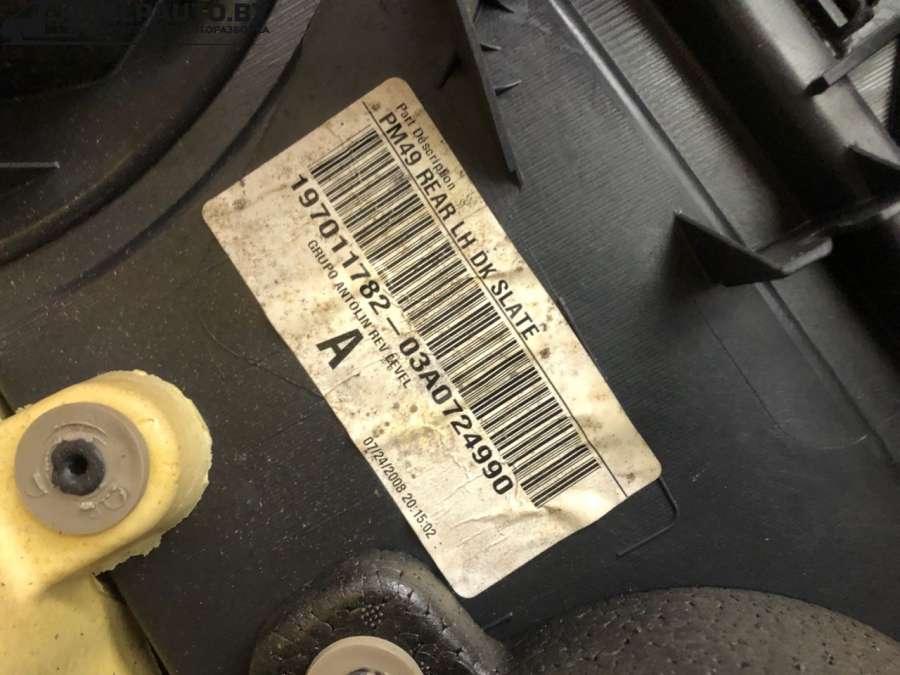 Part Description
PM49 REAR LH DK SLATE
197011782-03A0724990
GRUPO ANTOLIN REV LEVEL
A
07/24/2008 20:15:02